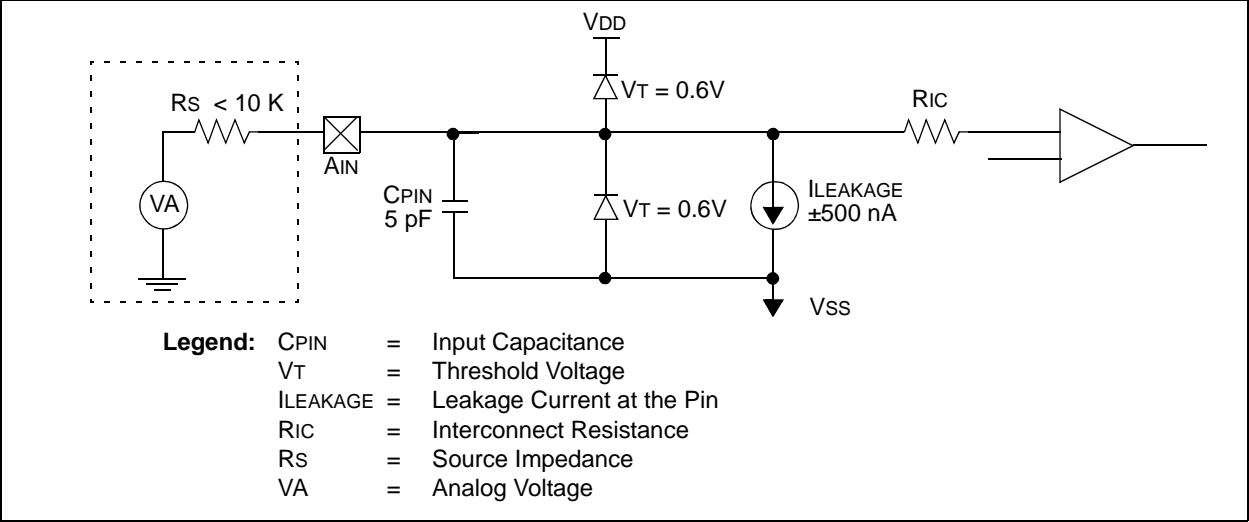 VDD
VT = 0.6V
RS < 10 K
RIC
AIN
CPIN
5 pF
VA
VT = 0.6V
ILEAKAGE
±500 nA
VSS
Legend: CPIN = Input Capacitance
VT = Threshold Voltage
ILEAKAGE = Leakage Current at the Pin
RIC = Interconnect Resistance
RS = Source Impedance
VA = Analog Voltage